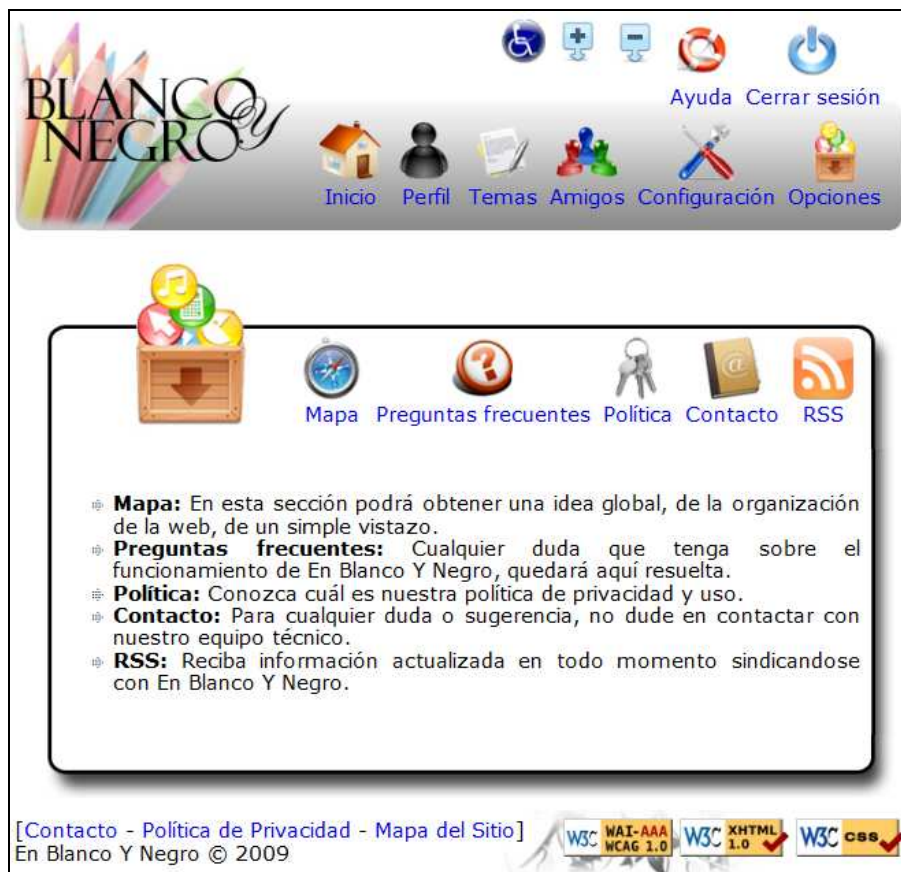 BLANCO y
NEGRO
Ayuda Cerrar sesión
Inicio Perfil Temas Amigos Configuración Opciones
Mapa Preguntas frecuentes Política Contacto RSS
Mapa: En esta sección podrá obtener una idea global, de la organización
de la web, de un simple vistazo.
Preguntas frecuentes: Cualquier duda que tenga sobre el
funcionamiento de En Blanco Y Negro, quedará aquí resuelta.
Política: Conozca cuál es nuestra política de privacidad y uso.
Contacto: Para cualquier duda o sugerencia, no dude en contactar con
nuestro equipo técnico.
RSS: Reciba información actualizada en todo momento sindicandose
con En Blanco Y Negro.
[Contacto - Política de Privacidad - Mapa del Sitio]
En Blanco Y Negro © 2009
W3C WAI-AAA WCAG 1.0
W3C XHTML 1.0
W3C css